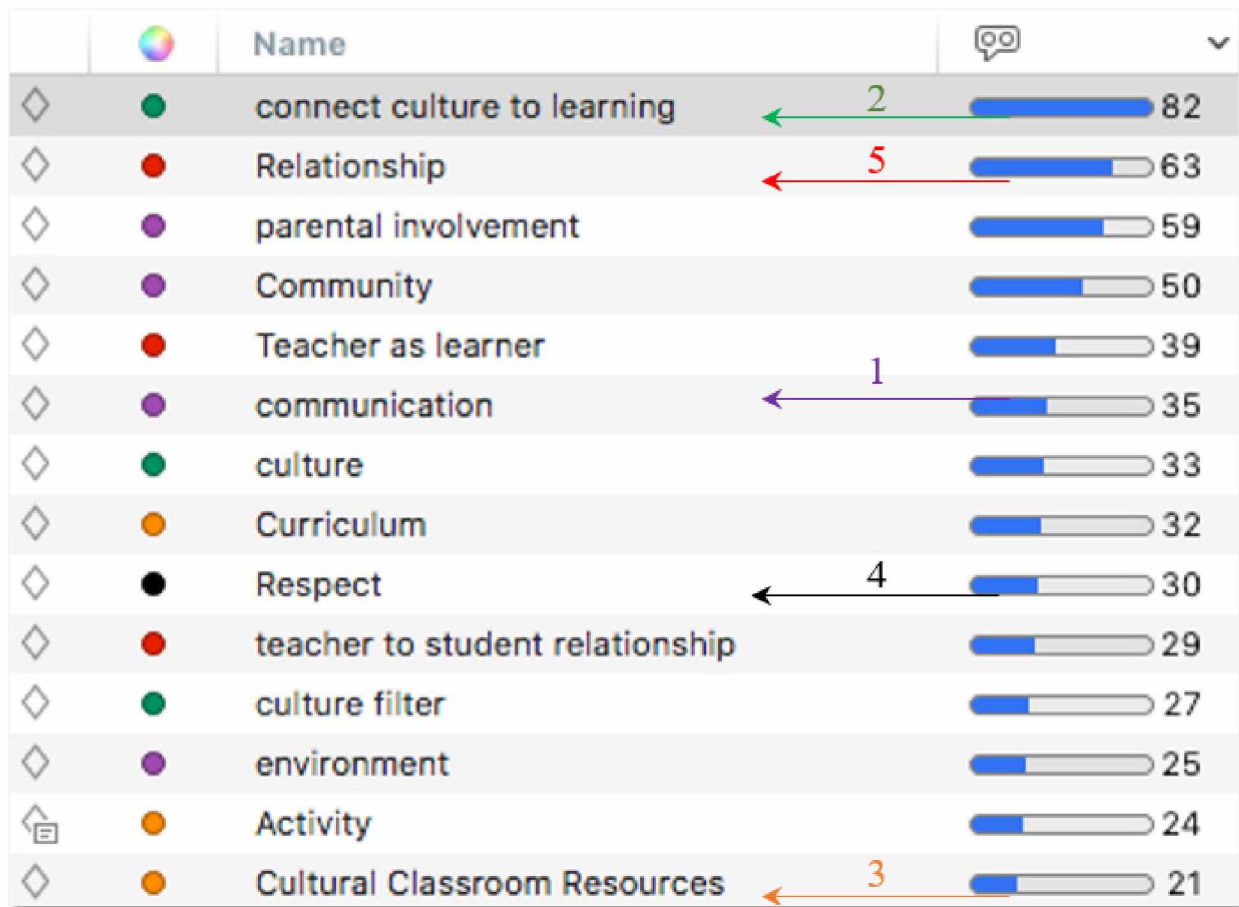 Name
connect culture to learning 2 82
Relationship 5 63
parental involvement 59
Community 50
Teacher as learner 39
communication 1 35
culture 33
Curriculum 32
Respect 4 30
teacher to student relationship 29
culture filter 27
environment 25
Activity 24
Cultural Classroom Resources 3 21